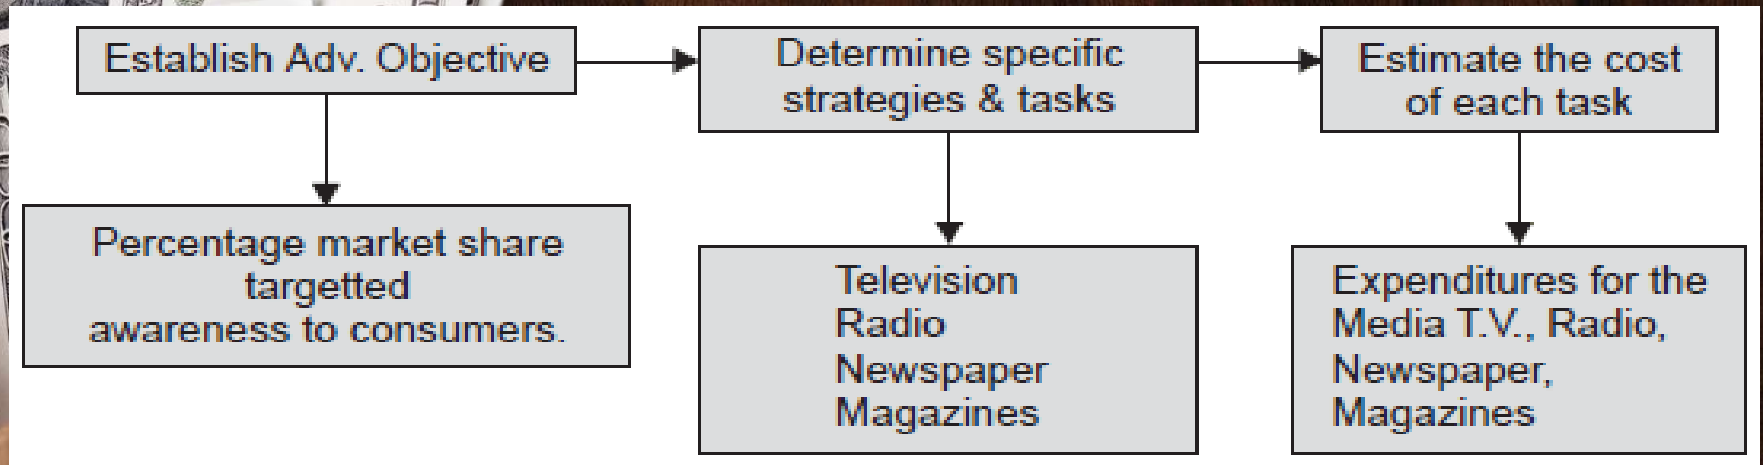 Establish Adv. Objective
Determine specific
strategies & tasks
Estimate the cost
of each task
Percentage market share
targetted
awareness to consumers.
Television
Radio
Newspaper
Magazines
Expenditures for the
Media T.V., Radio,
Newspaper,
Magazines